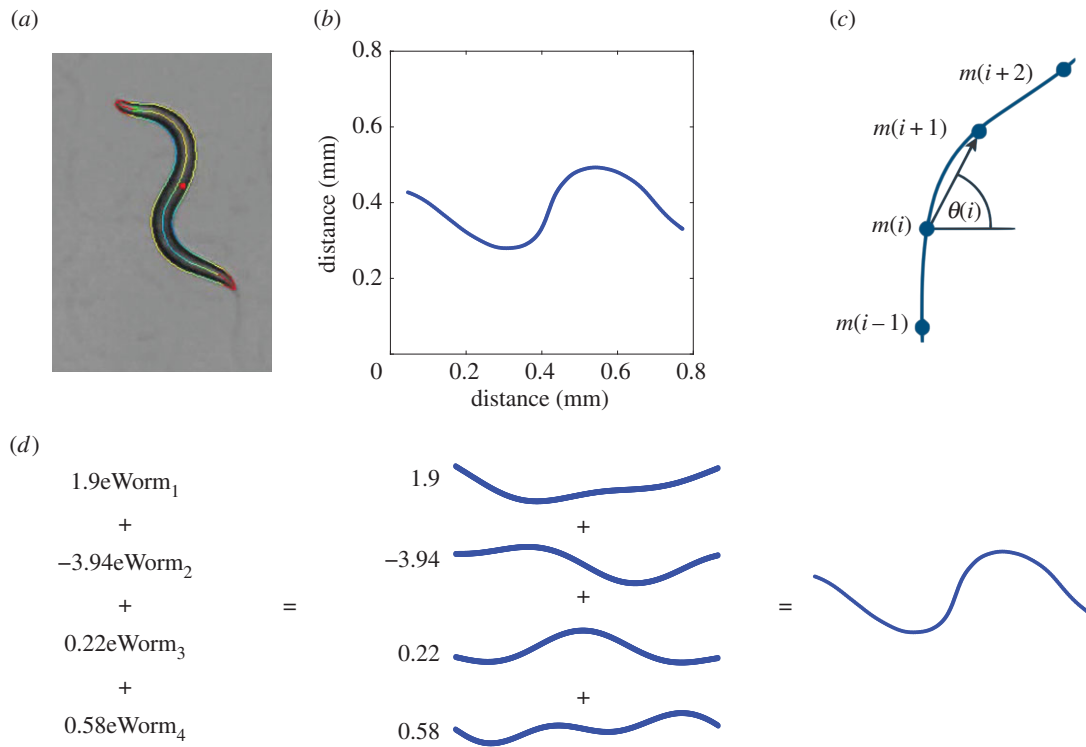 (a)
(b)
0.8
0.6
0.4
0.2
0
0.2
0.4
0.6
0.8
distance (mm)
distance (mm)
(c)
m(i+2)
m(i+1)
m(i)
θ(i)
m(i−1)
(d)
1.9eWorm₁
+
−3.94eWorm₂
+
0.22eWorm₃
+
0.58eWorm₄
=
1.9
+
−3.94
+
0.22
+
0.58
=